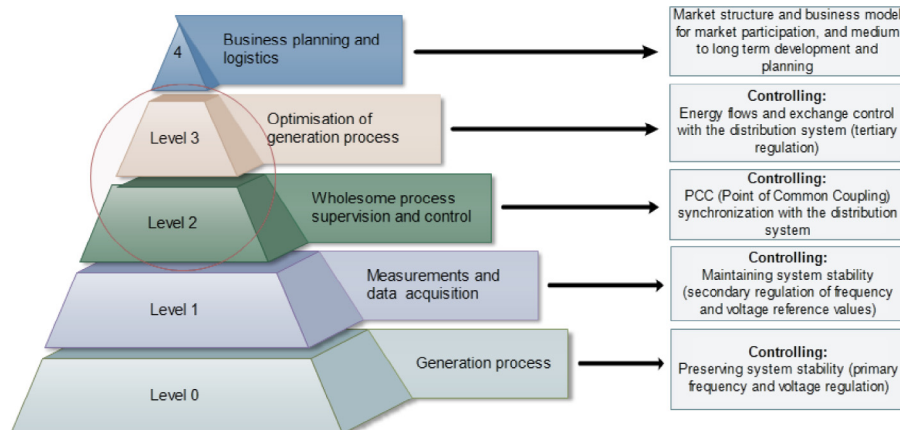 4
Business planning and
logistics
Market structure and business model
for market participation, and medium
to long term development and
planning
Level 3
Optimisation of
generation process
Controlling:
Energy flows and exchange control
with the distribution system (tertiary
regulation)
Level 2
Wholesome process
supervision and control
Controlling:
PCC (Point of Common Coupling)
synchronization with the distribution
system
Level 1
Measurements and
data acquisition
Controlling:
Maintaining system stability
(secondary regulation of frequency
and voltage reference values)
Level 0
Generation process
Controlling:
Preserving system stability (primary
frequency and voltage regulation)